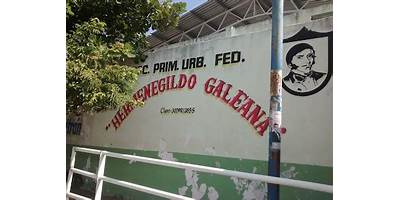 C. PRIM. URB. FED.
"HERMENEGILDO GALEANA"